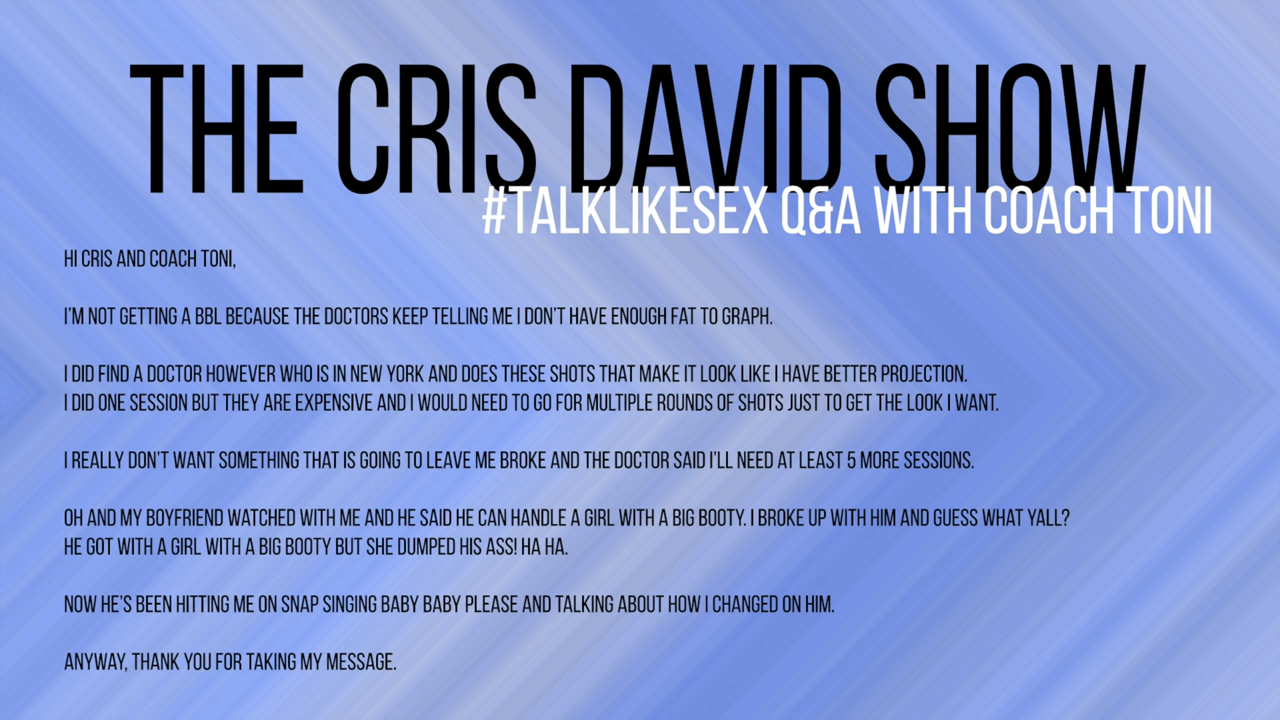 THE CRIS DAVID SHOW
#TALKLIKESEX Q&A WITH COACH TONI
HI CRIS AND COACH TONI,
I'M NOT GETTING A BBL BECAUSE THE DOCTORS KEEP TELLING ME I DON'T HAVE ENOUGH FAT TO GRAPH.
I DID FIND A DOCTOR HOWEVER WHO IS IN NEW YORK AND DOES THESE SHOTS THAT MAKE IT LOOK LIKE I HAVE BETTER PROJECTION.
I DID ONE SESSION BUT THEY ARE EXPENSIVE AND I WOULD NEED TO GO FOR MULTIPLE ROUNDS OF SHOTS JUST TO GET THE LOOK I WANT.
I REALLY DON'T WANT SOMETHING THAT IS GOING TO LEAVE ME BROKE AND THE DOCTOR SAID I'LL NEED AT LEAST 5 MORE SESSIONS.
OH AND MY BOYFRIEND WATCHED WITH ME AND HE SAID HE CAN HANDLE A GIRL WITH A BIG BOOTY. I BROKE UP WITH HIM AND GUESS WHAT YALL?
HE GOT WITH A GIRL WITH A BIG BOOTY BUT SHE DUMPED HIS ASS! HA HA.
NOW HE'S BEEN HITTING ME ON SNAP SINGING BABY BABY PLEASE AND TALKING ABOUT HOW I CHANGED ON HIM.
ANYWAY, THANK YOU FOR TAKING MY MESSAGE.